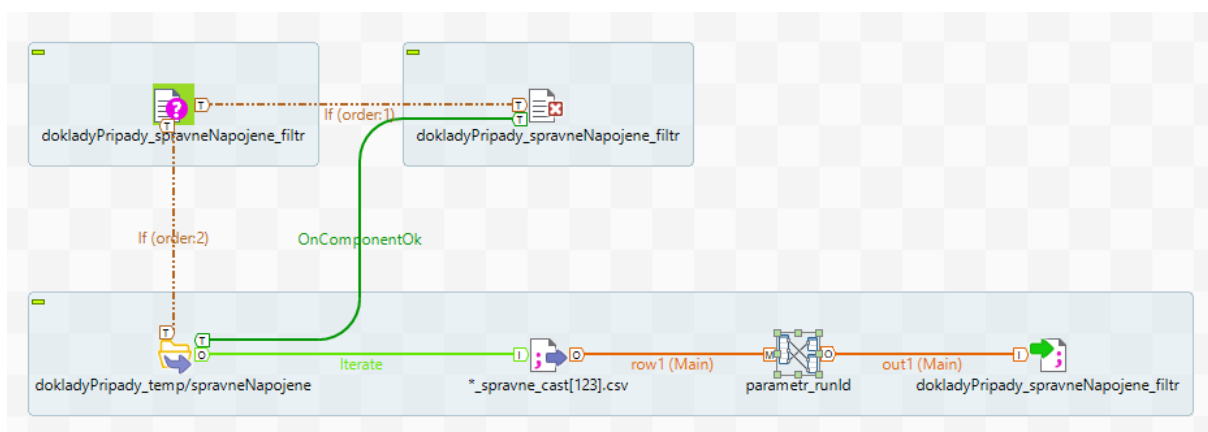 T
If (order:1)
T
T
T
dokladyPripady_spravneNapojene_filtr
dokladyPripady_spravneNapojene_filtr
If (order:2)
OnComponentOk
T
T
O
Iterate
I
O
row1 (Main)
M
O
out1 (Main)
I
dokladyPripady_temp/spravneNapojene
*_spravne_cast[123].csv
parametr_runId
dokladyPripady_spravneNapojene_filtr